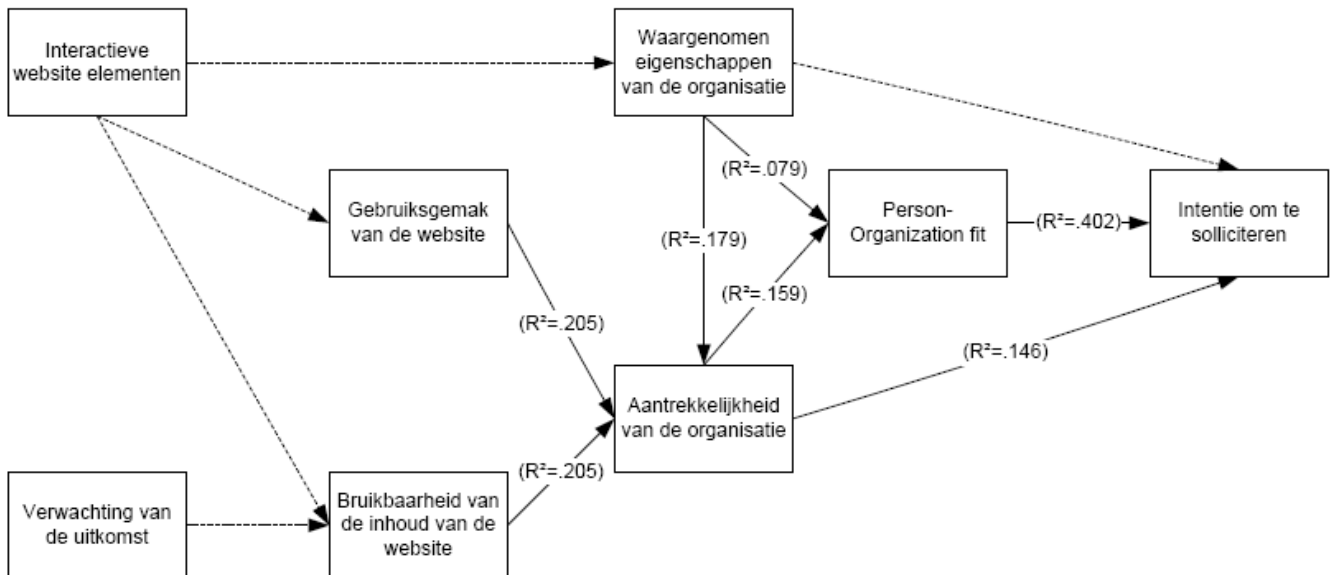 Interactieve
website elementen
Waargenomen
eigenschappen
van de organisatie
(R²=.079)
Gebruiksgemak
van de website
Person-
Organization fit
(R²=.402)
Intentie om te
solliciteren
(R²=.179)
(R²=.159)
(R²=.205)
(R²=.146)
Aantrekkelijkheid
van de organisatie
(R²=.205)
Verwachting van
de uitkomst
Bruikbaarheid van
de inhoud van de
website